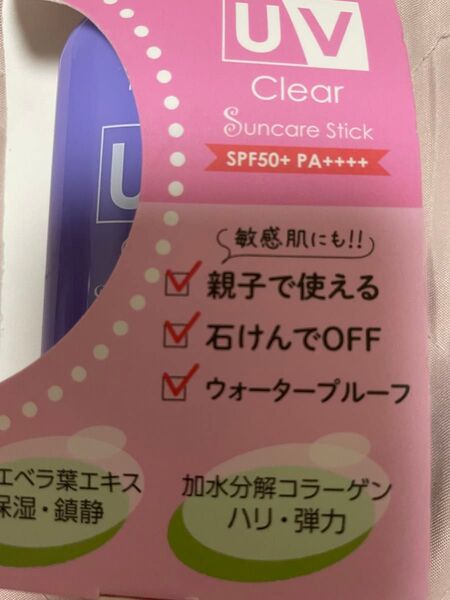 UV
Clear
Suncare Stick
SPF50+ PA++++
敏感肌にも!!
親子で使える
石けんでOFF
ウォータープルーフ
エベラ葉エキス
保湿・鎮静
加水分解コラーゲン
ハリ・弾力
U